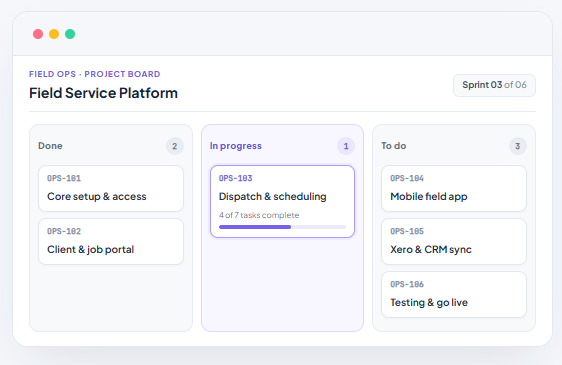 FIELD OPS · PROJECT BOARD
Field Service Platform
Sprint 03 of 06
Done 2
OPS-101
Core setup & access
OPS-102
Client & job portal
In progress 1
OPS-103
Dispatch & scheduling
4 of 7 tasks complete
To do 3
OPS-104
Mobile field app
OPS-105
Xero & CRM sync
OPS-106
Testing & go live